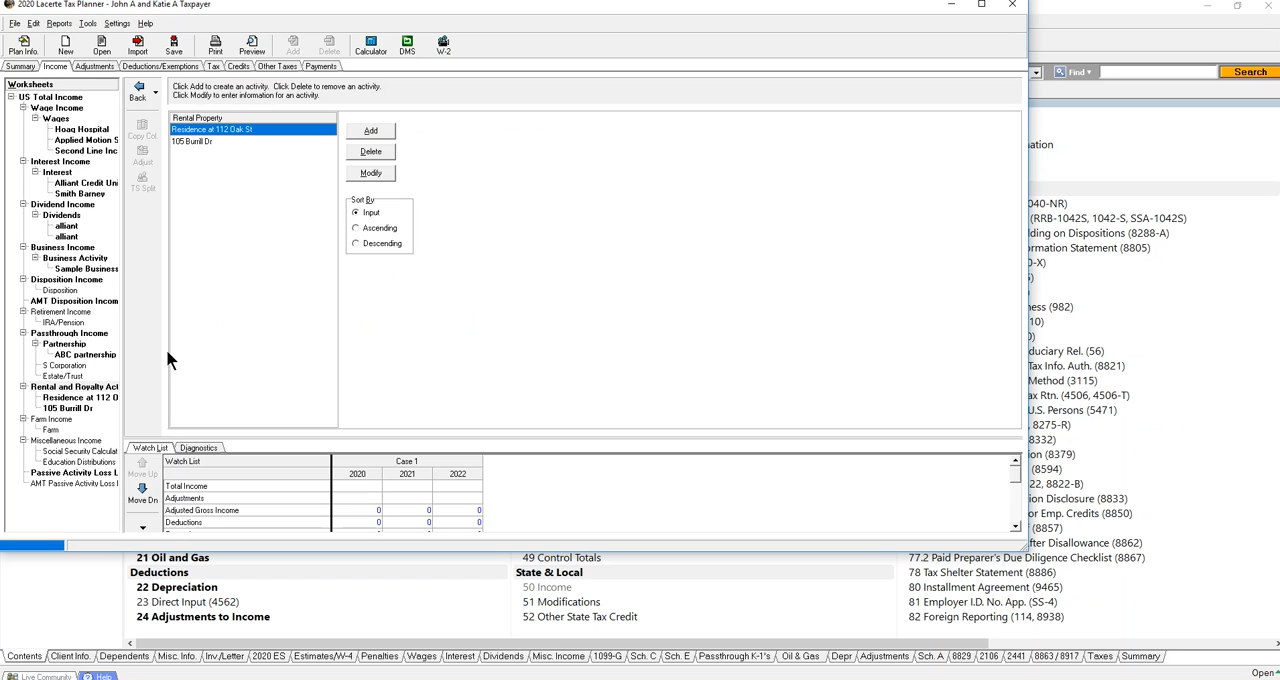 2020 Lacerte Tax Planner - John A and Katie A Taxpayer
File Edit Reports Tools Settings Help
Plan Info. New Open Import Save Print Preview Add Delete Calculator DMS W-2
Summary Income Adjustments Deductions/Exemptions Tax Credits Other Taxes Payments
Find Search
Worksheets
US Total Income
Wage Income
Wages
Hoag Hospital
Applied Motion S
Second Line Inc
Interest Income
Interest
Alliant Credit Uni
Smith Barney
Dividend Income
Dividends
alliant
alliant
Business Income
Business Activity
Sample Business
Disposition Income
Disposition
AMT Disposition Incom
Retirement Income
IRA/Pension
Passthrough Income
Partnership
ABC partnership
S Corporation
Estate/Trust
Rental and Royalty Act
Residence at 112 O
105 Burrill Dr
Farm Income
Farm
Miscellaneous Income
Social Security Calculat
Education Distributions
Passive Activity Loss L
AMT Passive Activity Loss l
Back
Copy Col.
Adjust
TS Split
Click Add to create an activity. Click Delete to remove an activity.
Click Modify to enter information for an activity.
Rental Property
Residence at 112 Oak St
105 Burrill Dr
Add
Delete
Modify
Sort By
Input
Ascending
Descending
Watch List Diagnostics
Move Up
Move Dn
Watch List Case 1
2020 2021 2022
Total Income
Adjustments
Adjusted Gross Income 0 0 0
Deductions 0 0 0
ation
040-NR)
(RRB-1042S, 1042-S, SSA-1042S)
ding on Dispositions (8288-A)
ormation Statement (8805)
0-X)
ness (982)
10)
duciary Rel. (56)
Tax Info. Auth. (8821)
Method (3115)
ax Rtn. (4506, 4506-T)
U.S. Persons (5471)
, 8275-R)
8332)
on (8379)
(8594)
22, 8822-B)
ion Disclosure (8833)
or Emp. Credits (8850)
(8857)
fter Disallowance (8862)
21 Oil and Gas
Deductions
22 Depreciation
23 Direct Input (4562)
24 Adjustments to Income
49 Control Totals
State & Local
50 Income
51 Modifications
52 Other State Tax Credit
77.2 Paid Preparer's Due Diligence Checklist (8867)
78 Tax Shelter Statement (8886)
80 Installment Agreement (9465)
81 Employer I.D. No. App. (SS-4)
82 Foreign Reporting (114, 8938)
Contents Client Info. Dependents Misc. Info. Inv./Letter 2020 ES Estimates/W-4 Penalties Wages Interest Dividends Misc. Income 1099-G Sch. C Sch. E Passthrough K-1's Oil & Gas Depr Adjustments Sch. A 8829 2106 2441 8863 / 8917 Taxes Summary
Live Community Help
Open